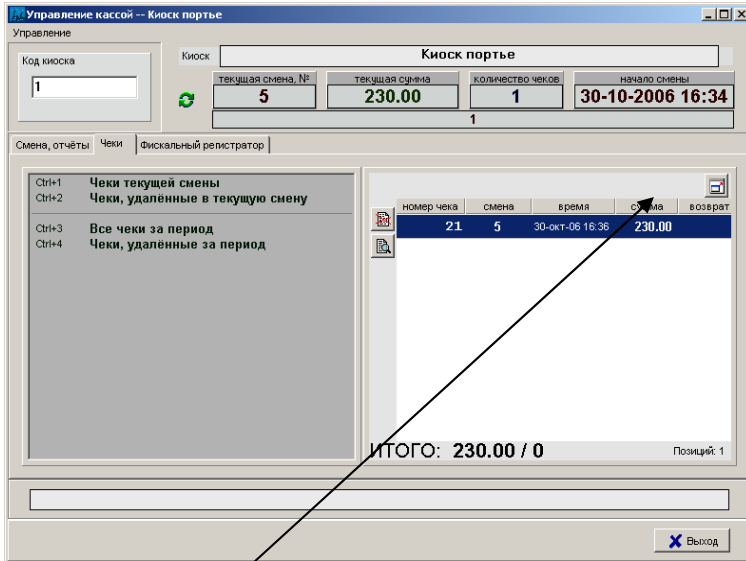 Управление кассой -- Киоск портье
Управление
Код киоска
1
Киоск Киоск портье
текущая смена, № текущая сумма количество чеков начало смены
5 230.00 1 30-10-2006 16:34
1
Смена, отчёты Чеки Фискальный регистратор
Ctrl+1 Чеки текущей смены
Ctrl+2 Чеки, удалённые в текущую смену
Ctrl+3 Все чеки за период
Ctrl+4 Чеки, удалённые за период
номер чека смена время сумма возврат
21 5 30-окт-06 16:36 230.00
ИТОГО: 230.00 / 0 Позиций: 1
Выход